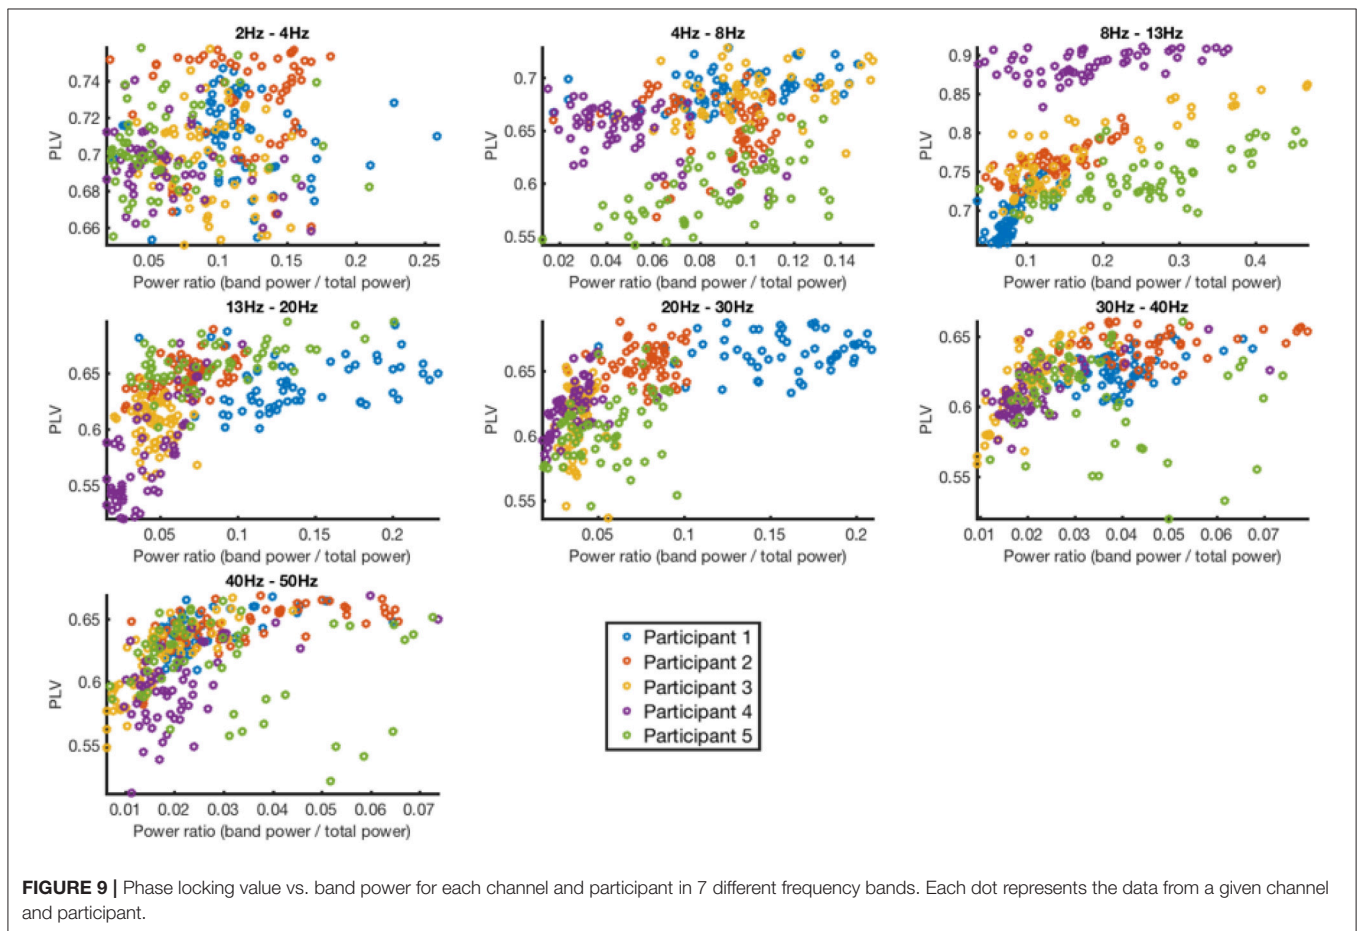 2Hz - 4Hz
4Hz - 8Hz
8Hz - 13Hz
PLV
0.74
0.72
0.7
0.68
0.66
0.05 0.1 0.15 0.2 0.25
Power ratio (band power / total power)
PLV
0.7
0.65
0.6
0.55
0.02 0.04 0.06 0.08 0.1 0.12 0.14
Power ratio (band power / total power)
PLV
0.9
0.85
0.8
0.75
0.7
0.1 0.2 0.3 0.4
Power ratio (band power / total power)
13Hz - 20Hz
20Hz - 30Hz
30Hz - 40Hz
PLV
0.65
0.6
0.55
0.05 0.1 0.15 0.2
Power ratio (band power / total power)
PLV
0.65
0.6
0.55
0.05 0.1 0.15 0.2
Power ratio (band power / total power)
PLV
0.65
0.6
0.55
0.01 0.02 0.03 0.04 0.05 0.06 0.07
Power ratio (band power / total power)
40Hz - 50Hz
PLV
0.65
0.6
0.55
0.01 0.02 0.03 0.04 0.05 0.06 0.07
Power ratio (band power / total power)
Participant 1
Participant 2
Participant 3
Participant 4
Participant 5
FIGURE 9 | Phase locking value vs. band power for each channel and participant in 7 different frequency bands. Each dot represents the data from a given channel
and participant.